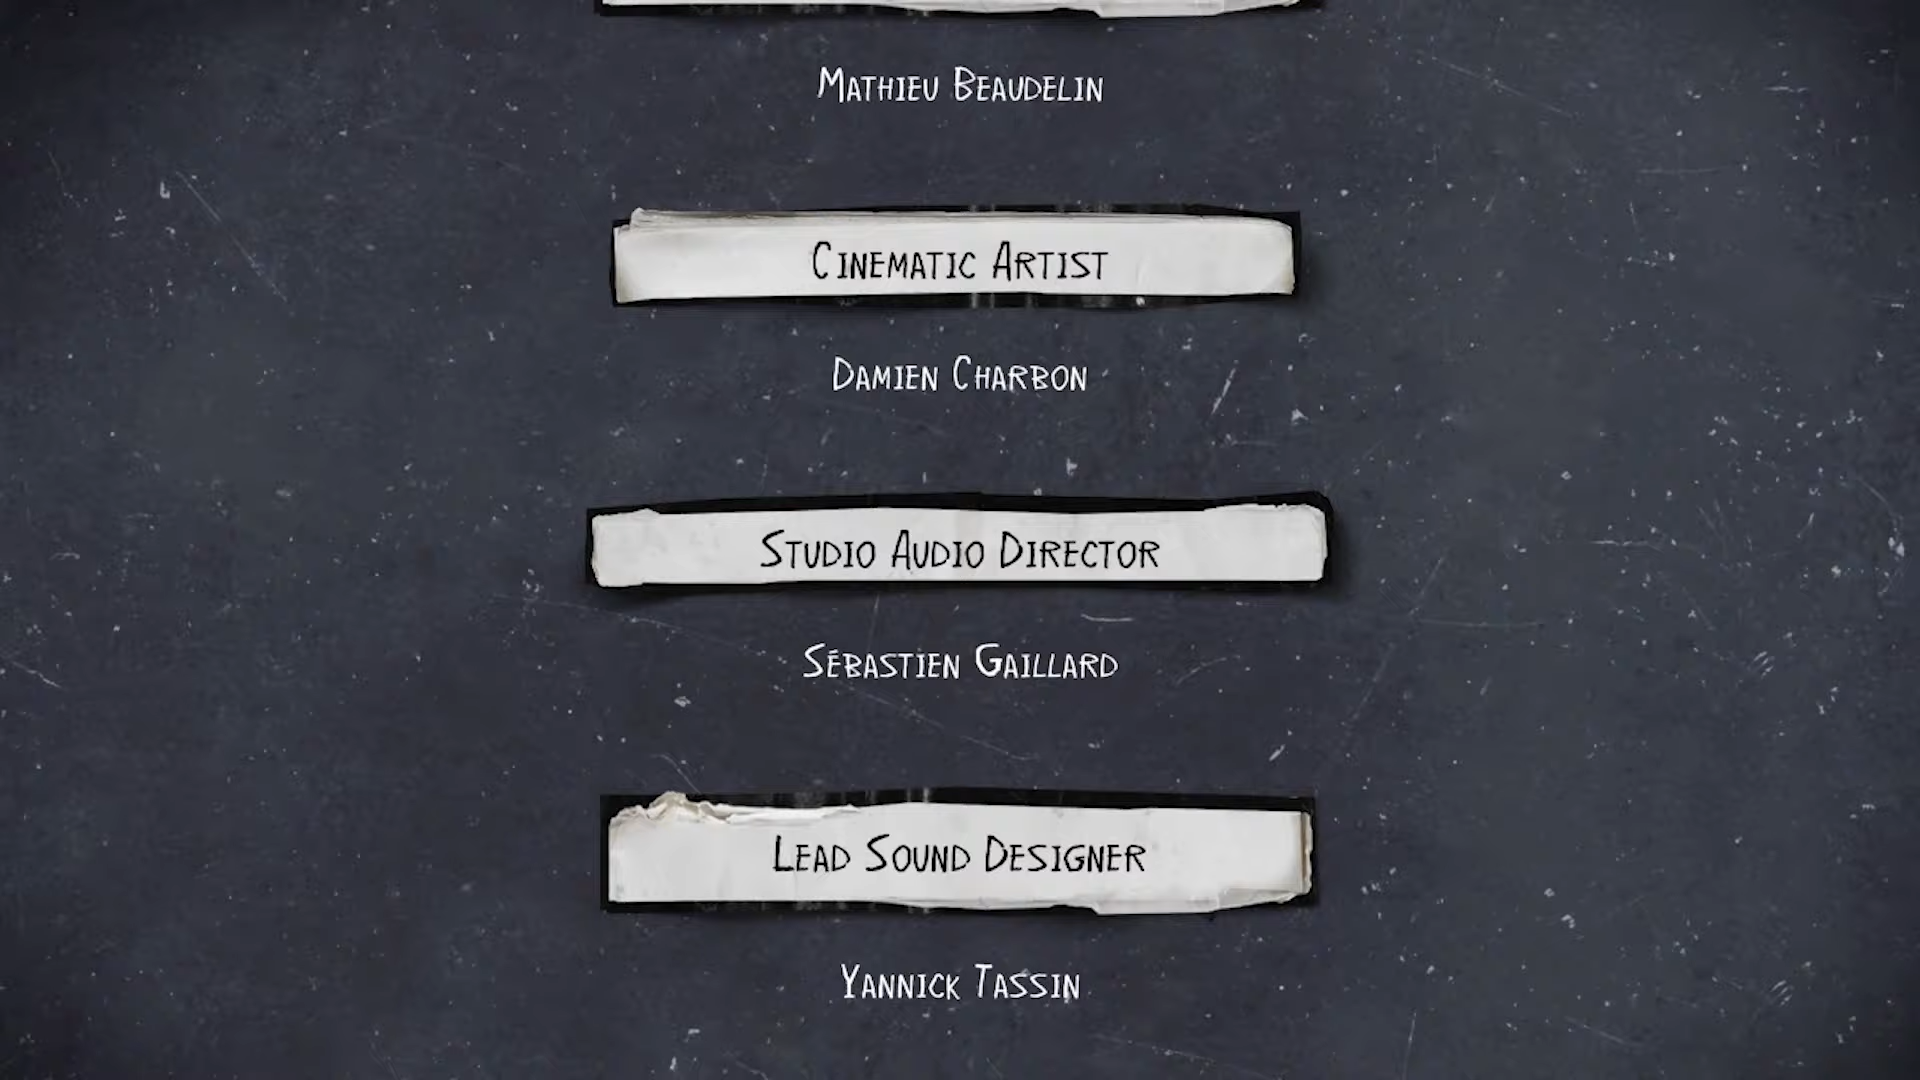 Mathieu Beaudelin
Cinematic Artist
Damien Charbon
Studio Audio Director
Sébastien Gaillard
Lead Sound Designer
Yannick Tassin